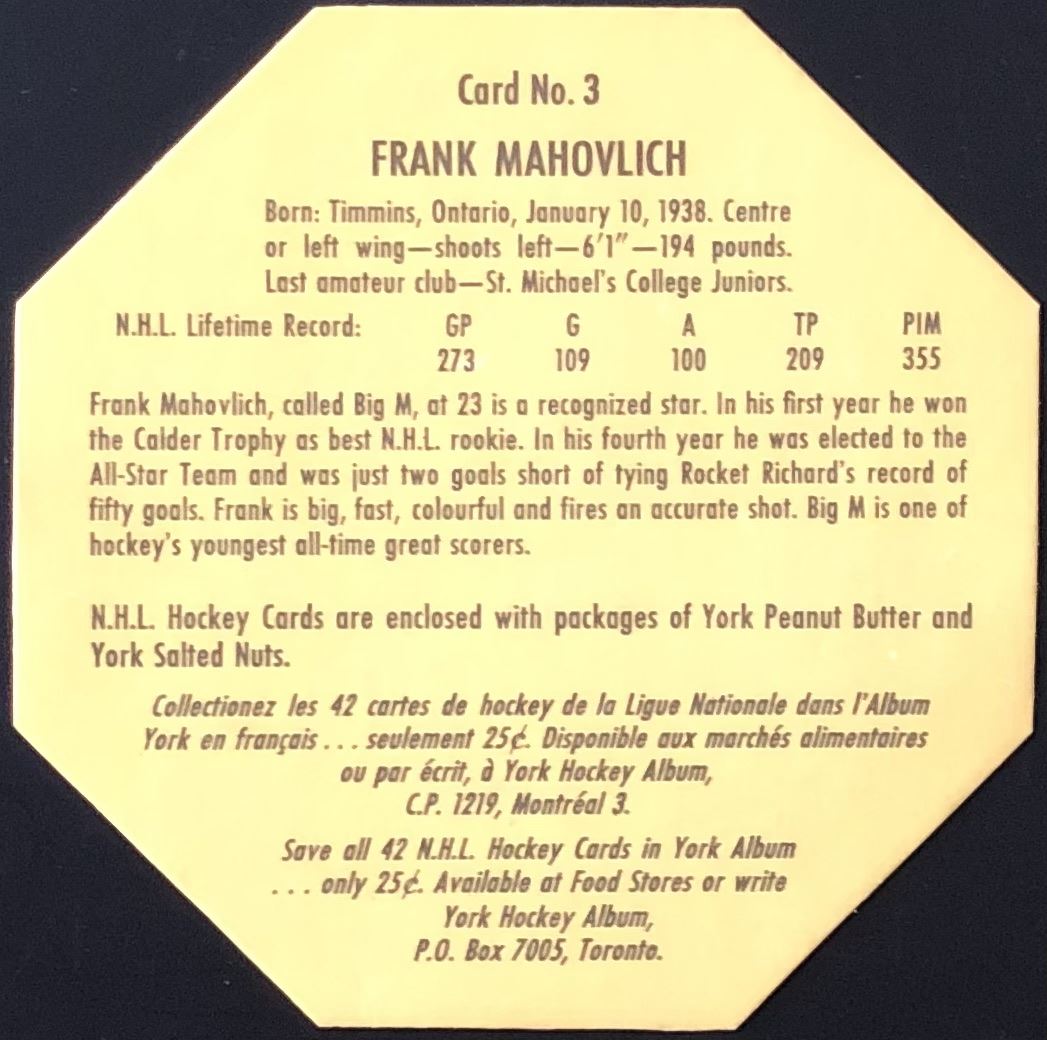 Card No. 3
FRANK MAHOVLICH
Born: Timmins, Ontario, January 10, 1938. Centre
or left wing—shoots left—6'1"—194 pounds.
Last amateur club—St. Michael's College Juniors.
N.H.L. Lifetime Record: GP G A TP PIM
273 109 100 209 355
Frank Mahovlich, called Big M, at 23 is a recognized star. In his first year he won
the Calder Trophy as best N.H.L. rookie. In his fourth year he was elected to the
All-Star Team and was just two goals short of tying Rocket Richard's record of
fifty goals. Frank is big, fast, colourful and fires an accurate shot. Big M is one of
hockey's youngest all-time great scorers.
N.H.L. Hockey Cards are enclosed with packages of York Peanut Butter and
York Salted Nuts.
Collectionez les 42 cartes de hockey de la Ligue Nationale dans l'Album
York en français ... seulement 25¢. Disponible aux marchés alimentaires
ou par écrit, à York Hockey Album,
C.P. 1219, Montréal 3.
Save all 42 N.H.L. Hockey Cards in York Album
... only 25¢. Available at Food Stores or write
York Hockey Album,
P.O. Box 7005, Toronto.